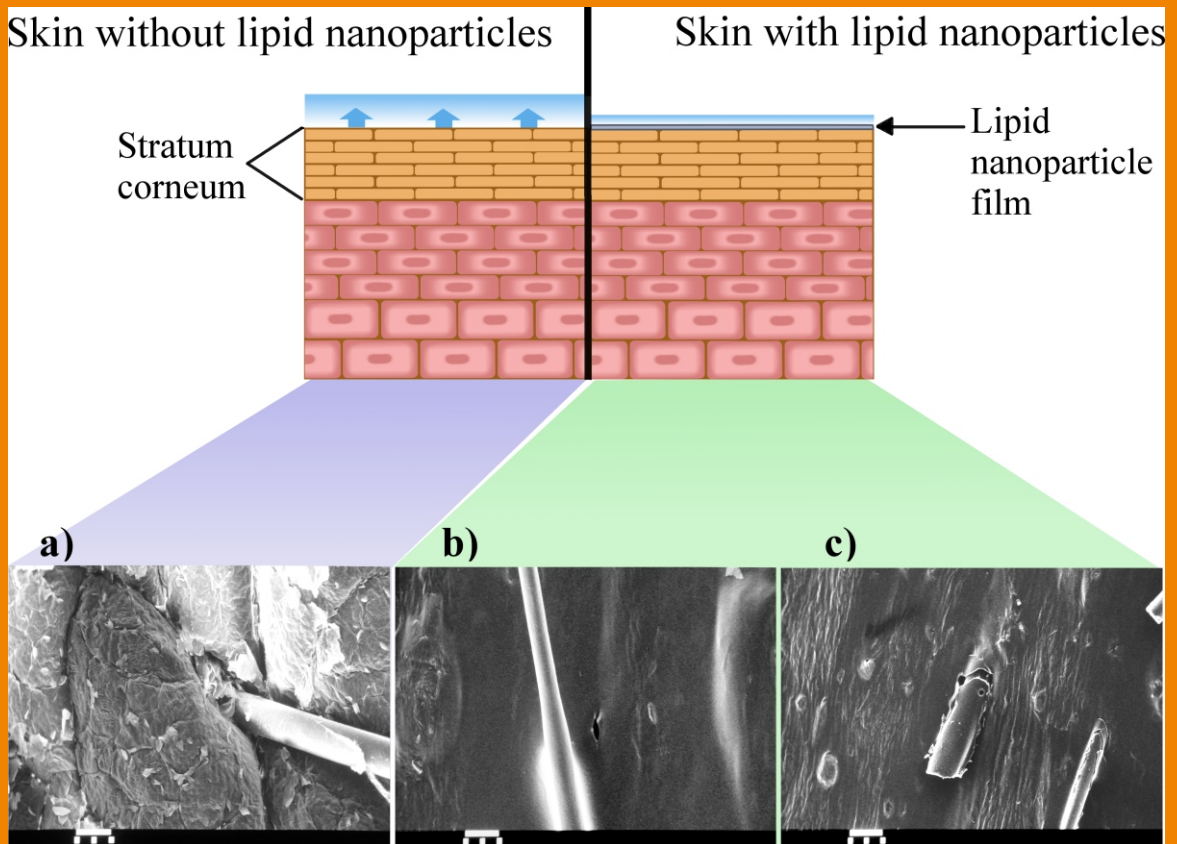 Skin without lipid nanoparticles
Skin with lipid nanoparticles
Stratum
corneum
Lipid
nanoparticle
film
a)
b)
c)